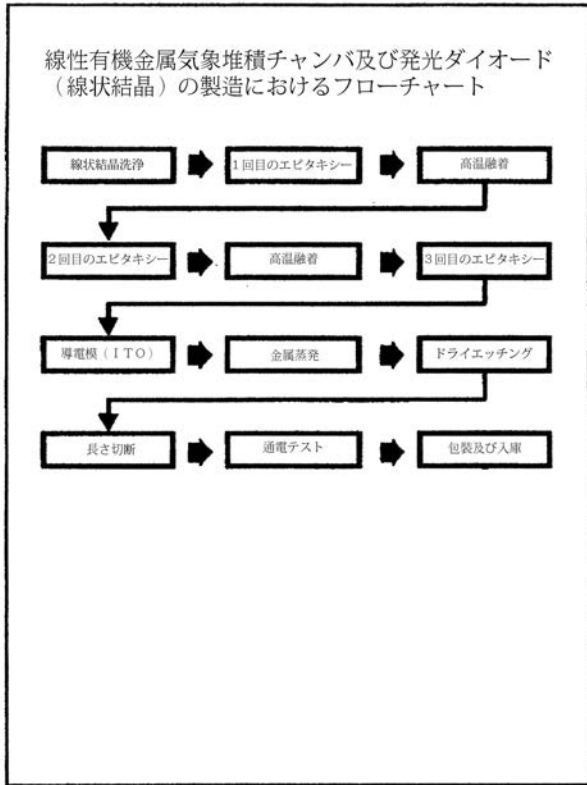 線性有機金属気象堆積チャンバ及び発光ダイオード
（線状結晶）の製造におけるフローチャート
線状結晶洗浄
1回目のエピタキシー
高温融着
2回目のエピタキシー
高温融着
3回目のエピタキシー
導電模（ITO）
金属蒸発
ドライエッチング
長さ切断
通電テスト
包装及び入庫